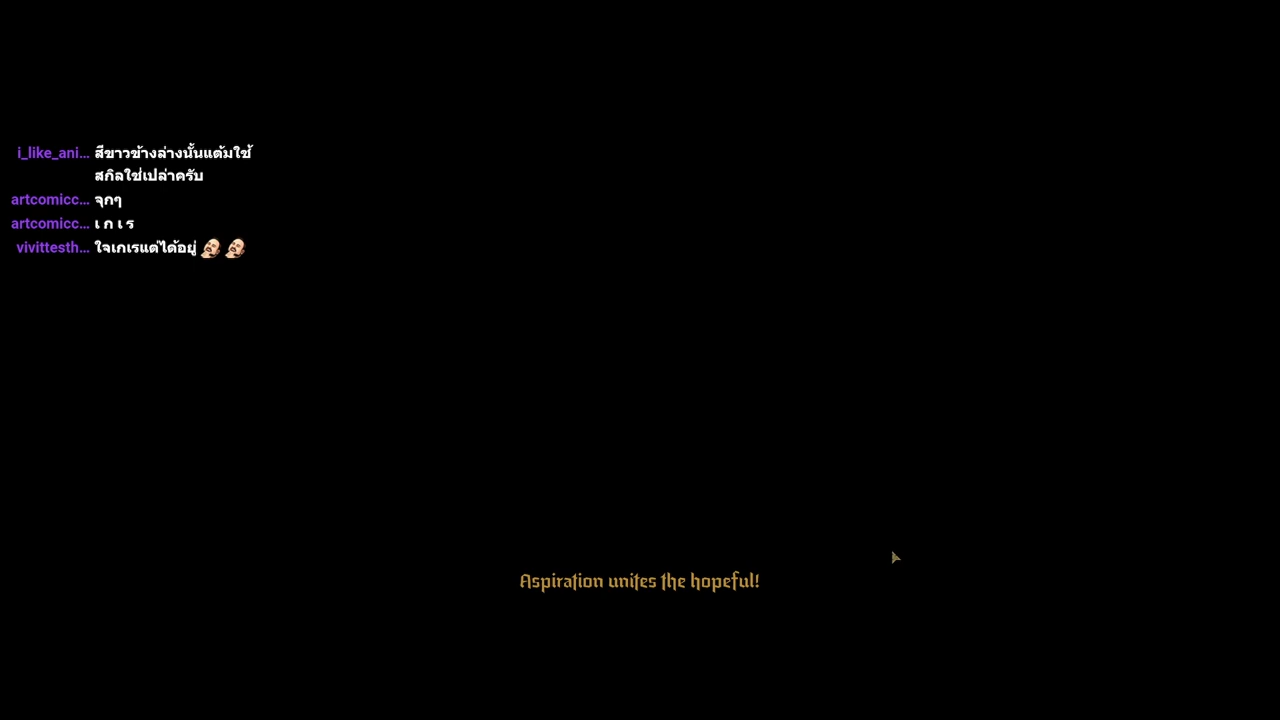 i_like_ani... สีขาวข้างล่างนั้นแต้มใช้
สกิลใช่เปล่าครับ
artcomicc... จุกๆ
artcomicc... เ ก เ ร
vivittesth... ใจเกเรแต่ได้อยู่
Aspiration unites the hopeful!